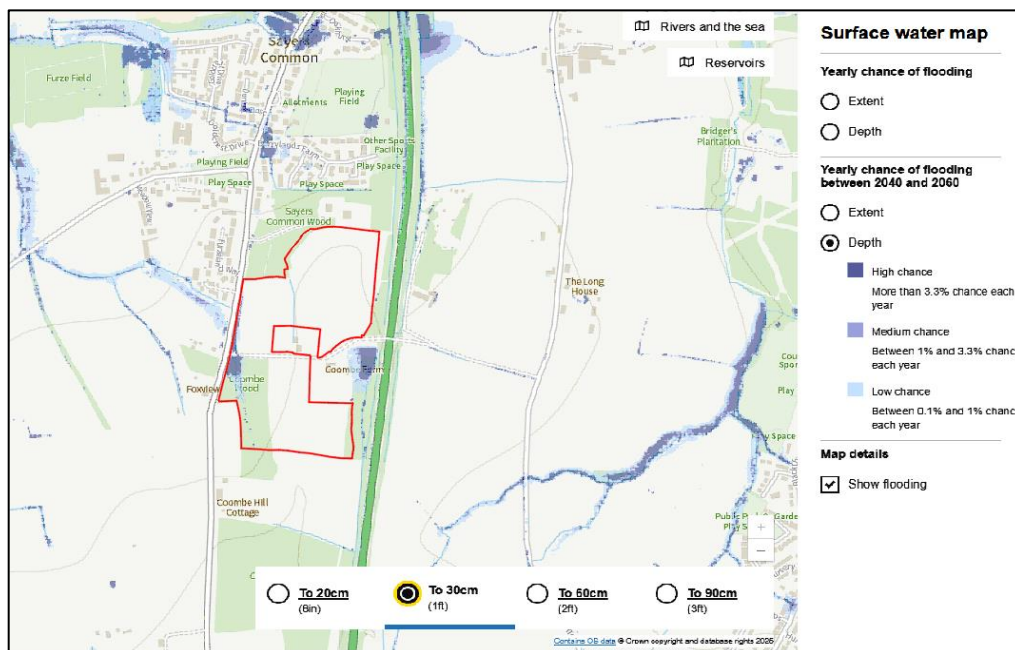 Rivers and the sea
Reservoirs
Sayers
Common
Furze Field
Allotments
Playing
Field
Other Sports
Facility
Play Space
Playing Field
Play Space
Play Space
Sayers
Common Wood
Bridger's
Plantation
The Long
House
Coombe Farm
Foxview
Coombe
Wood
Coombe Hill
Cottage
Play
Play Space
+
−
To 20cm
(8in)
To 30cm
(1ft)
To 60cm
(2ft)
To 90cm
(3ft)
Contains OS data © Crown copyright and database rights 2025
Surface water map
Yearly chance of flooding
Extent
Depth
Yearly chance of flooding
between 2040 and 2060
Extent
Depth
High chance
More than 3.3% chance each
year
Medium chance
Between 1% and 3.3% chanc
each year
Low chance
Between 0.1% and 1% chanc
each year
Map details
Show flooding